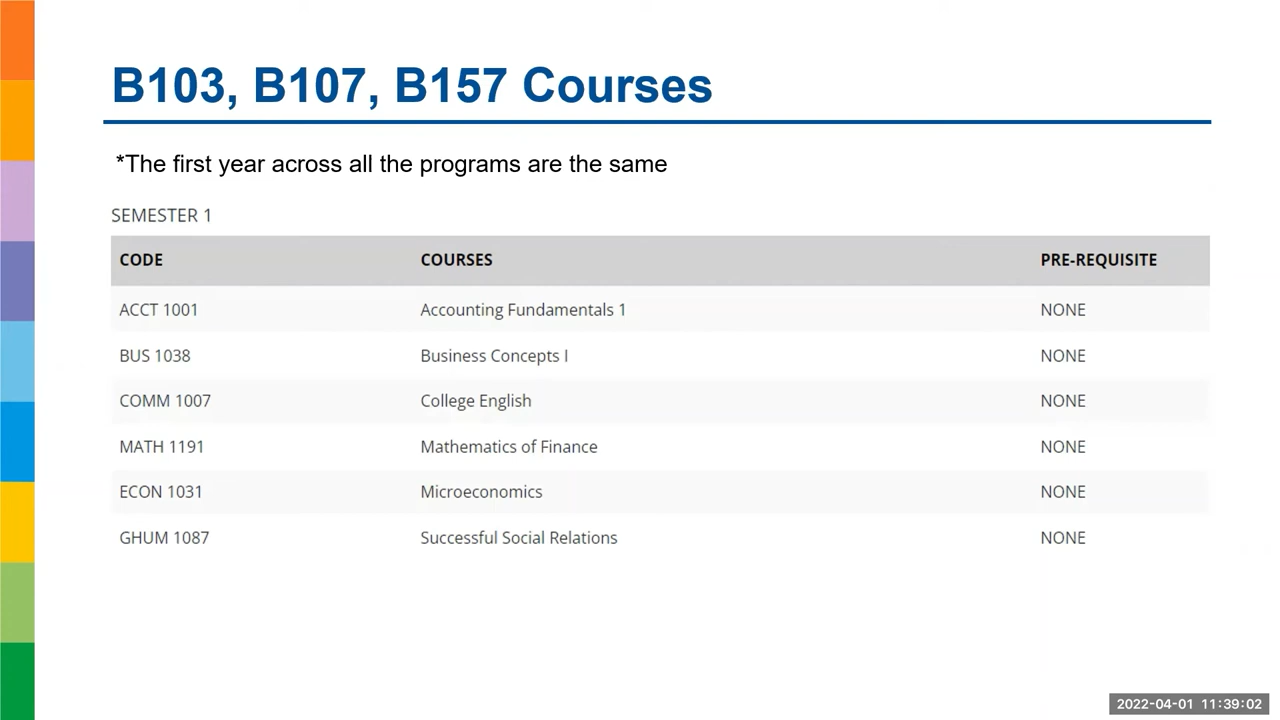 B103, B107, B157 Courses
*The first year across all the programs are the same
SEMESTER 1
CODE COURSES PRE-REQUISITE
ACCT 1001 Accounting Fundamentals 1 NONE
BUS 1038 Business Concepts I NONE
COMM 1007 College English NONE
MATH 1191 Mathematics of Finance NONE
ECON 1031 Microeconomics NONE
GHUM 1087 Successful Social Relations NONE
2022-04-01 11:39:02